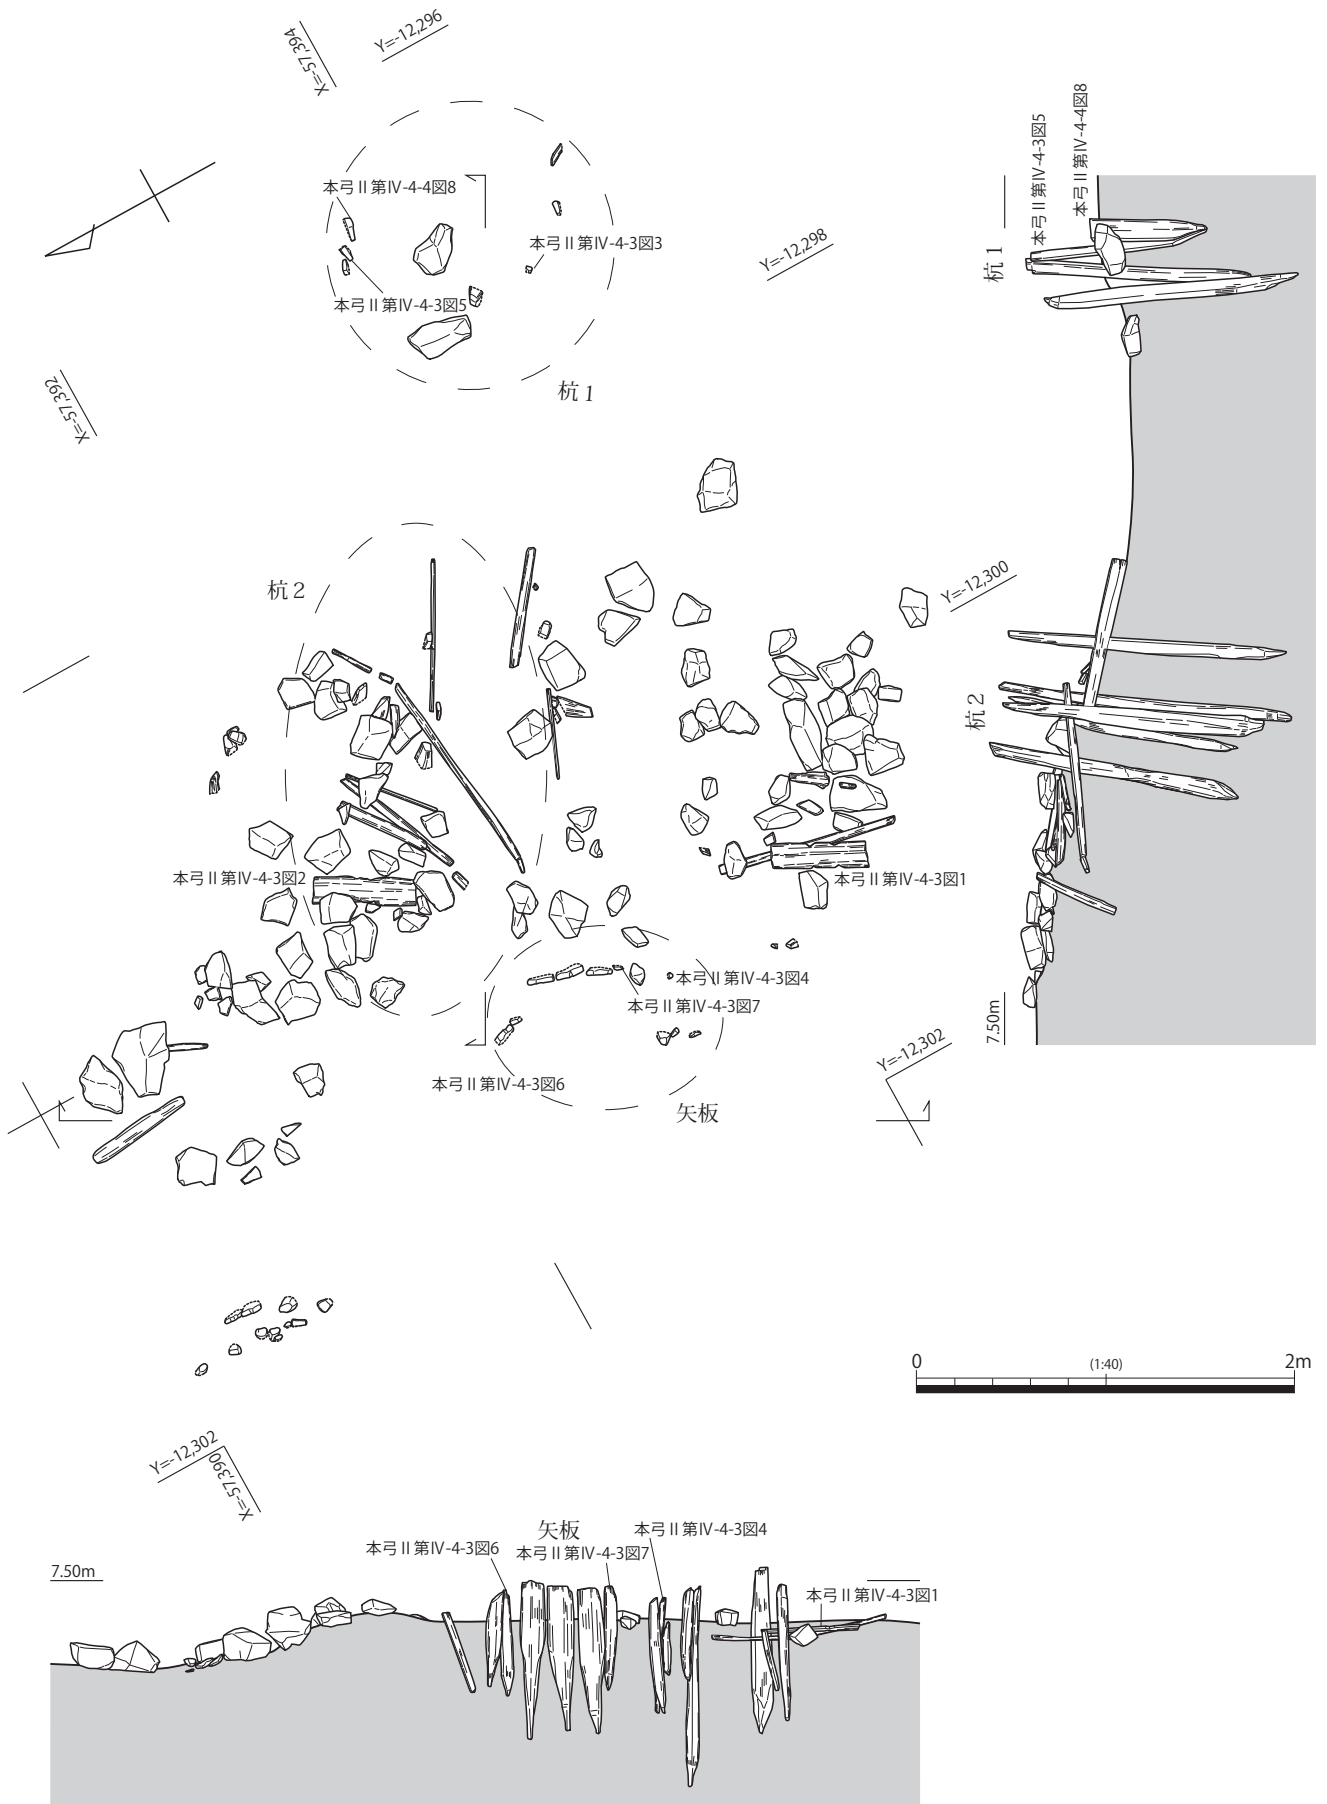 X=-57,394
Y=-12,296
本弓Ⅱ第Ⅳ-4-3図5
本弓Ⅱ第Ⅳ-4-4図8
本弓Ⅱ第Ⅳ-4-4図8
本弓Ⅱ第Ⅳ-4-3図3
Y=-12,298
杭1
本弓Ⅱ第Ⅳ-4-3図5
杭1
X=-57,392
杭2
Y=-12,300
杭2
本弓Ⅱ第Ⅳ-4-3図2
本弓Ⅱ第Ⅳ-4-3図1
本弓Ⅱ第Ⅳ-4-3図4
本弓Ⅱ第Ⅳ-4-3図7
7.50m
Y=-12,302
本弓Ⅱ第Ⅳ-4-3図6
矢板
0
(1:40)
2m
Y=-12,302
X=-57,390
7.50m
矢板
本弓Ⅱ第Ⅳ-4-3図4
本弓Ⅱ第Ⅳ-4-3図6
本弓Ⅱ第Ⅳ-4-3図7
本弓Ⅱ第Ⅳ-4-3図1